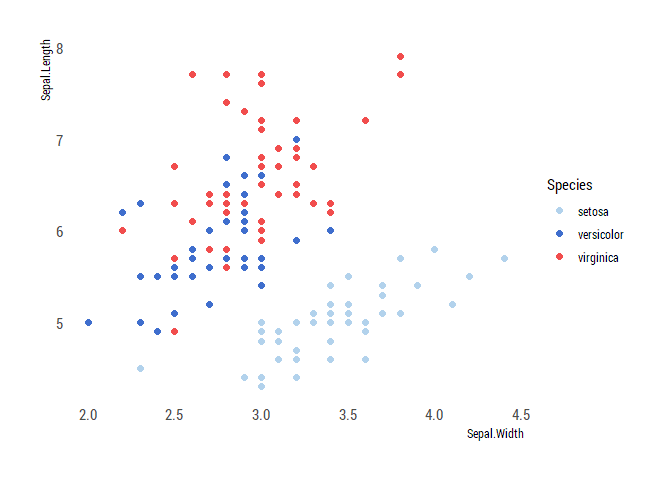 Sepal.Length
8
7
6
5
2.0 2.5 3.0 3.5 4.0 4.5
Sepal.Width
Species
setosa
versicolor
virginica